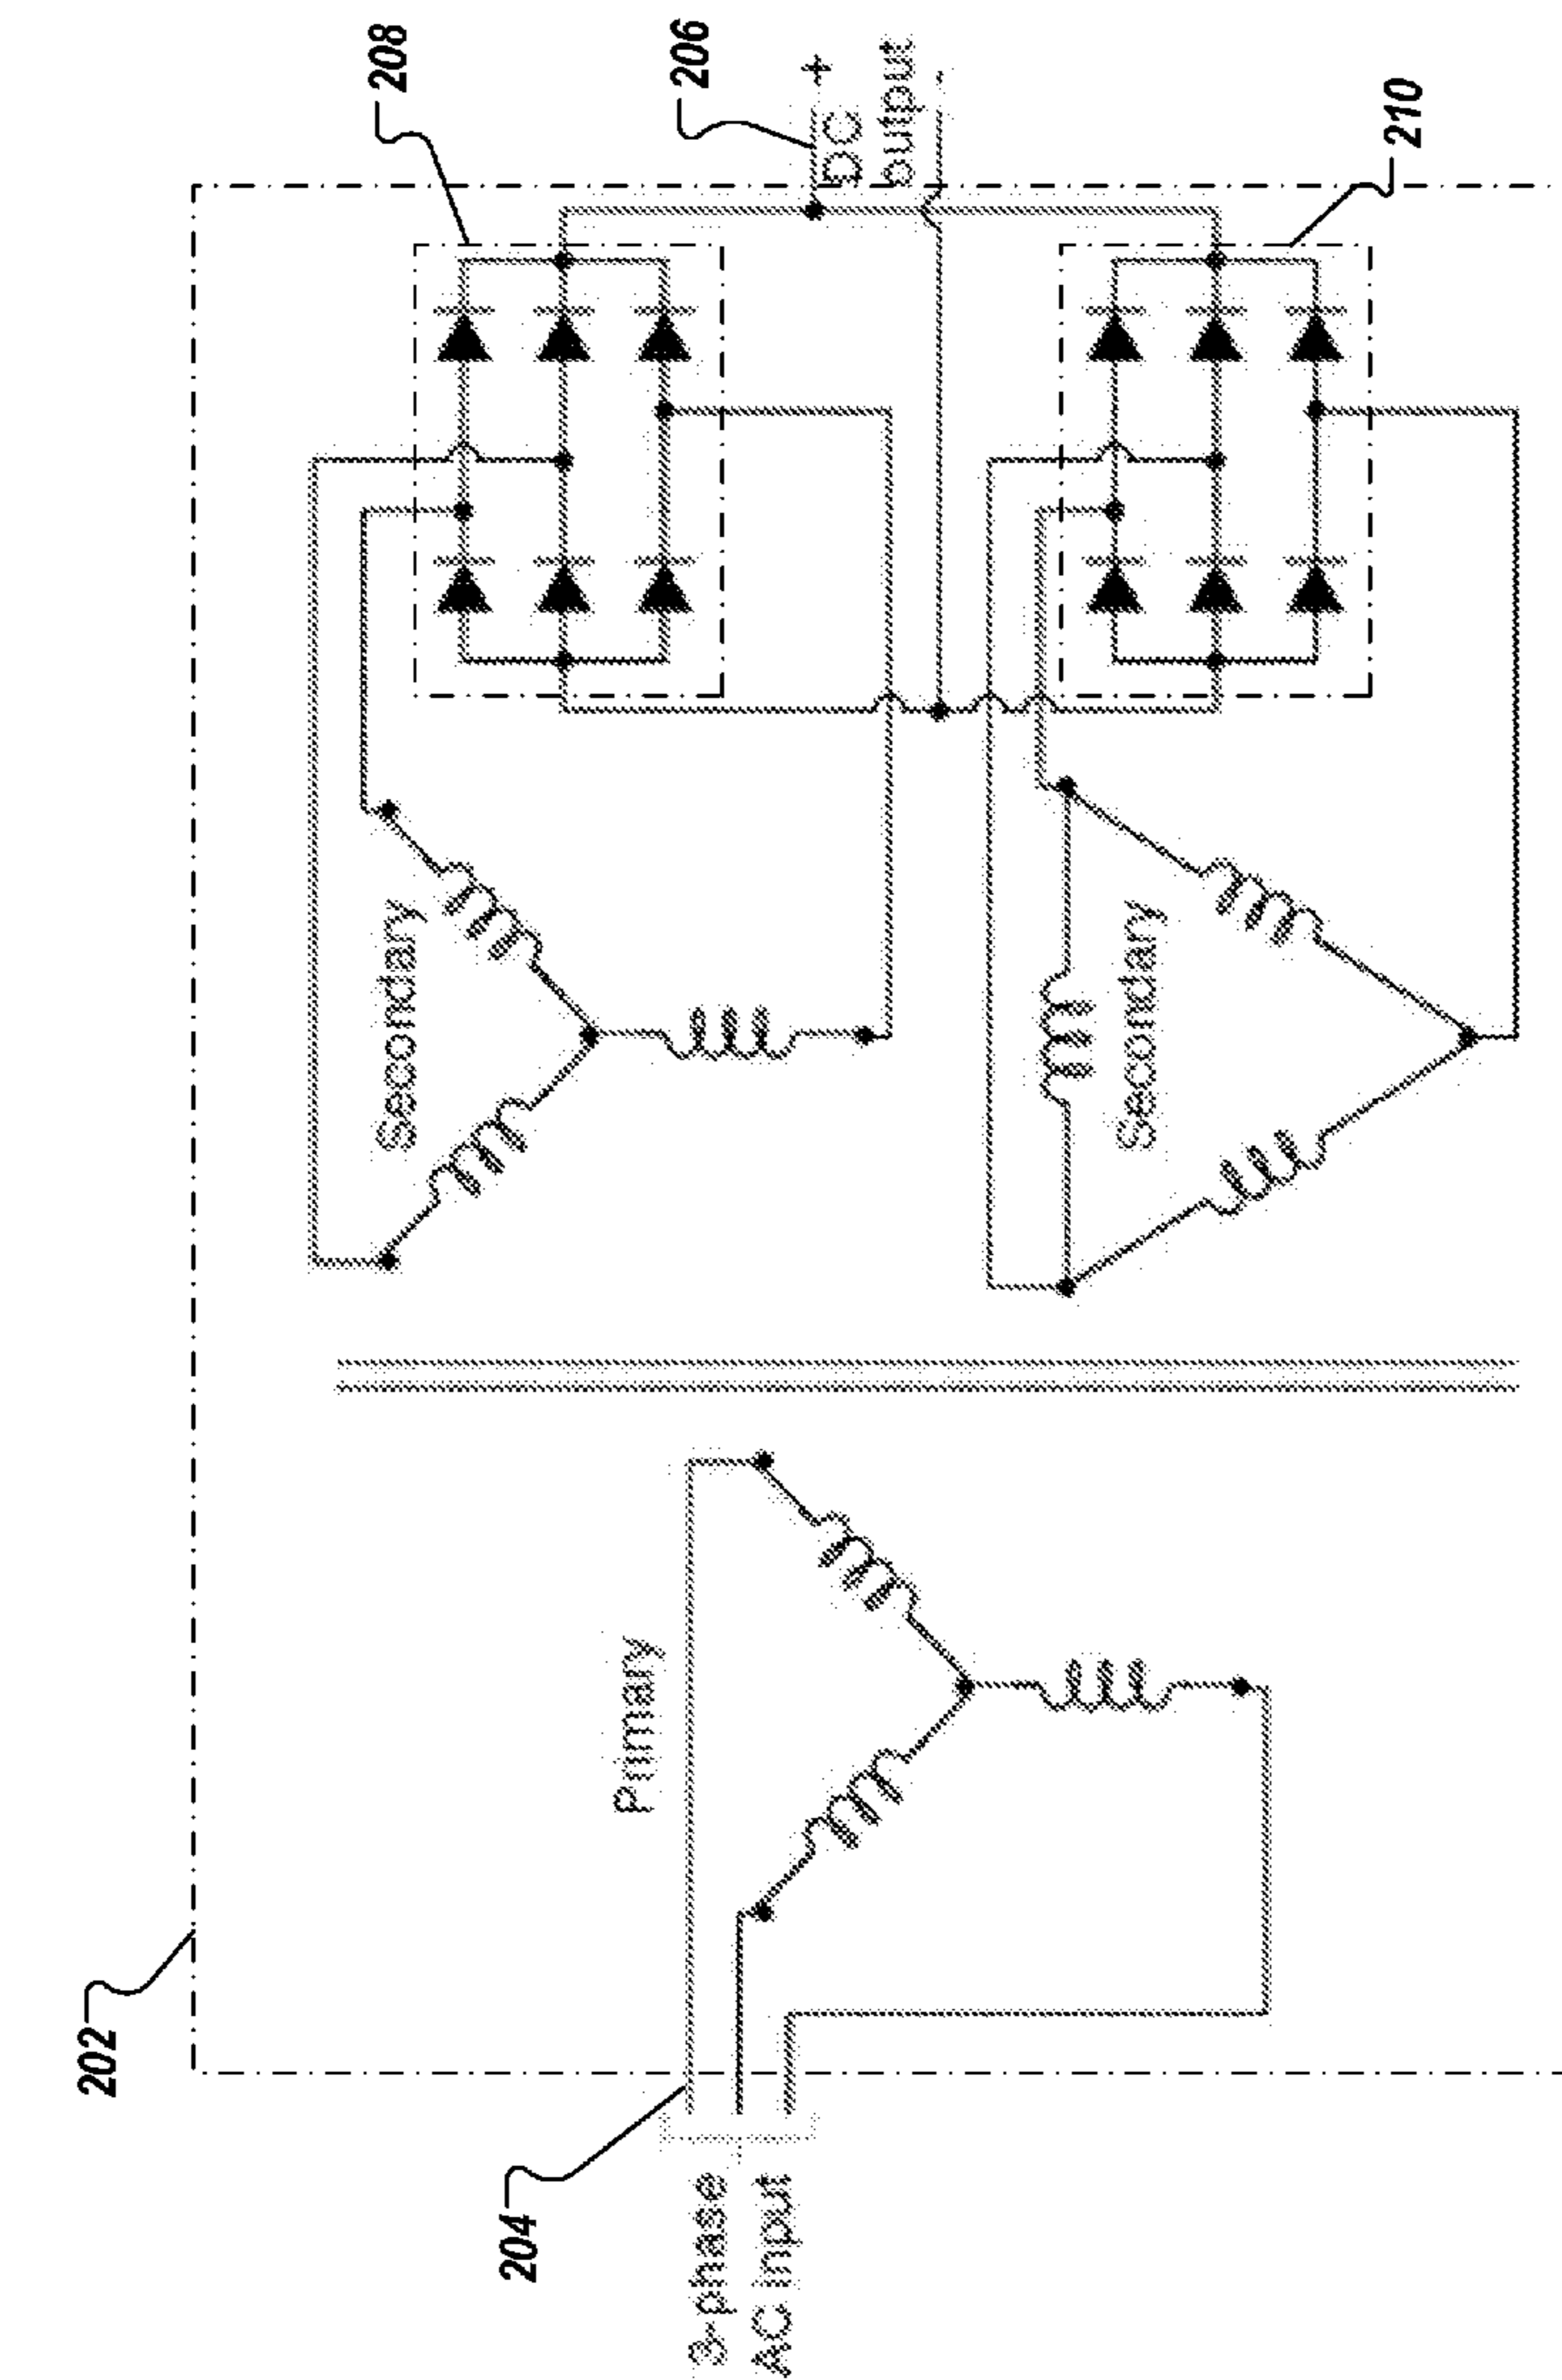 202
204
3-phase
AC input
Primary
Secondary
Secondary
208
206
+
DC
output
-
210